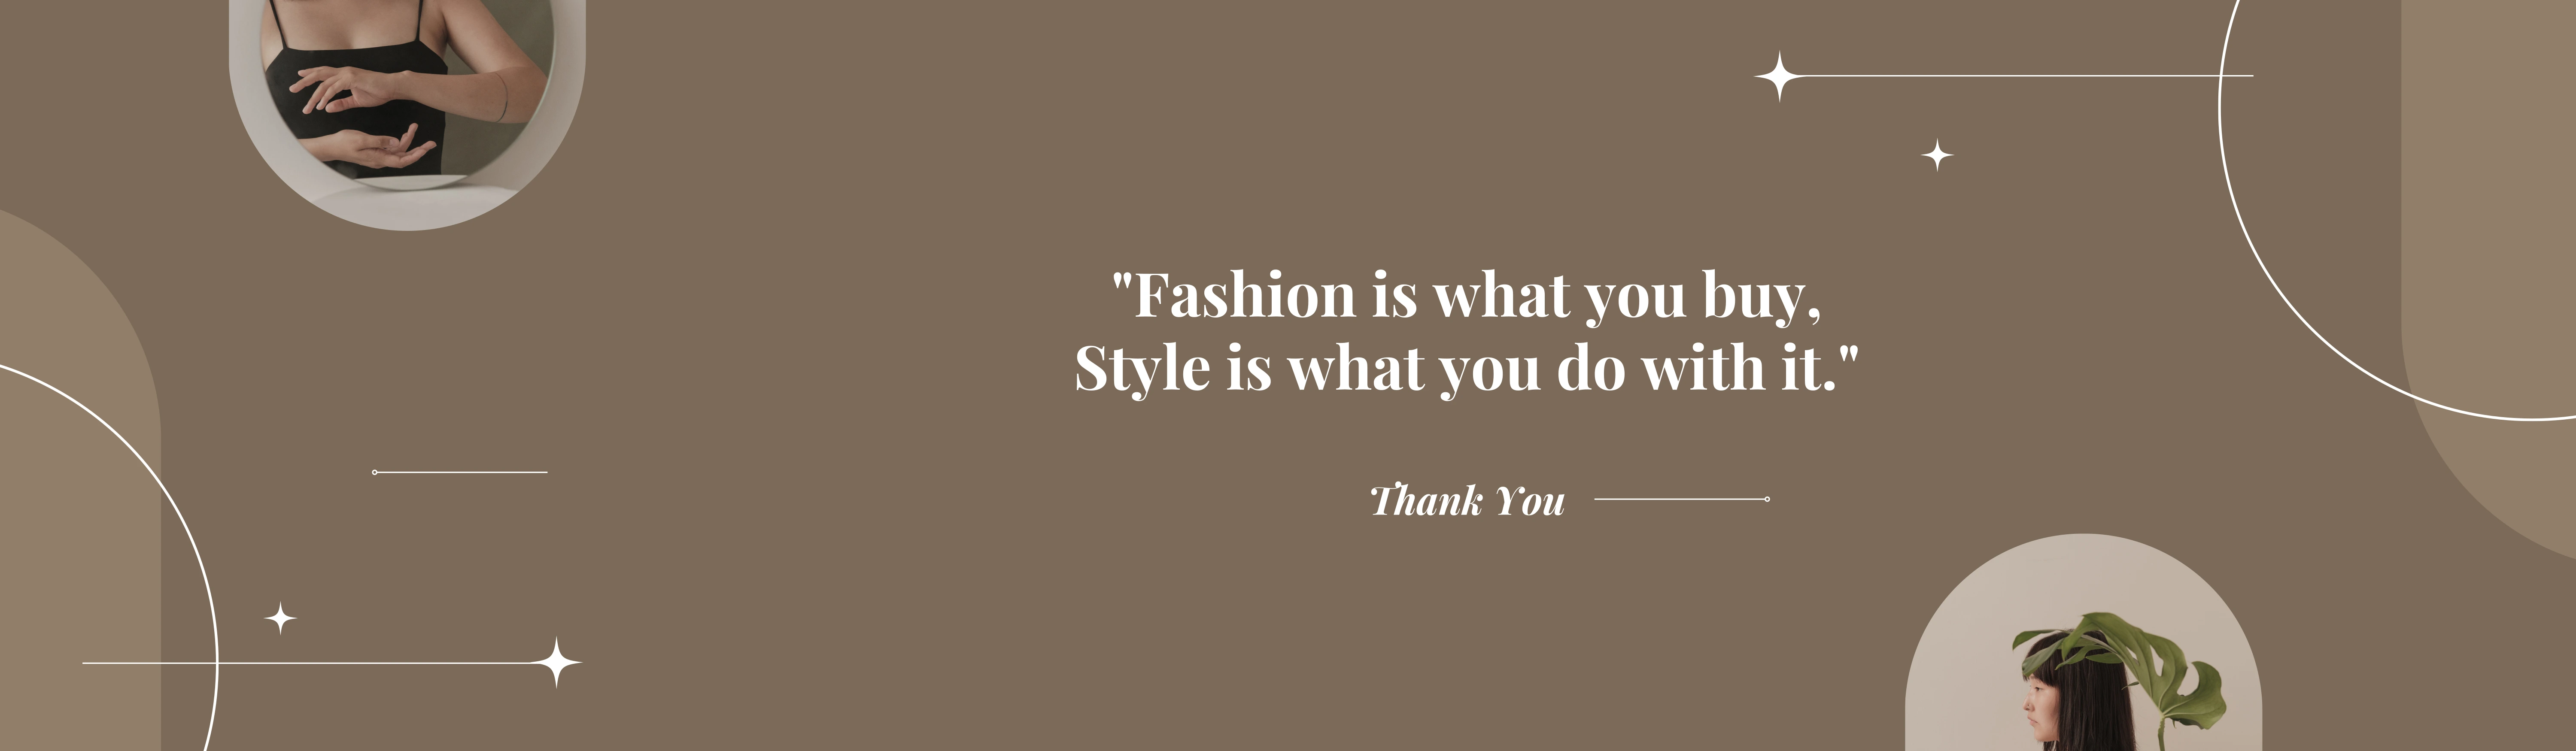 "Fashion is what you buy,
Style is what you do with it."
Thank You